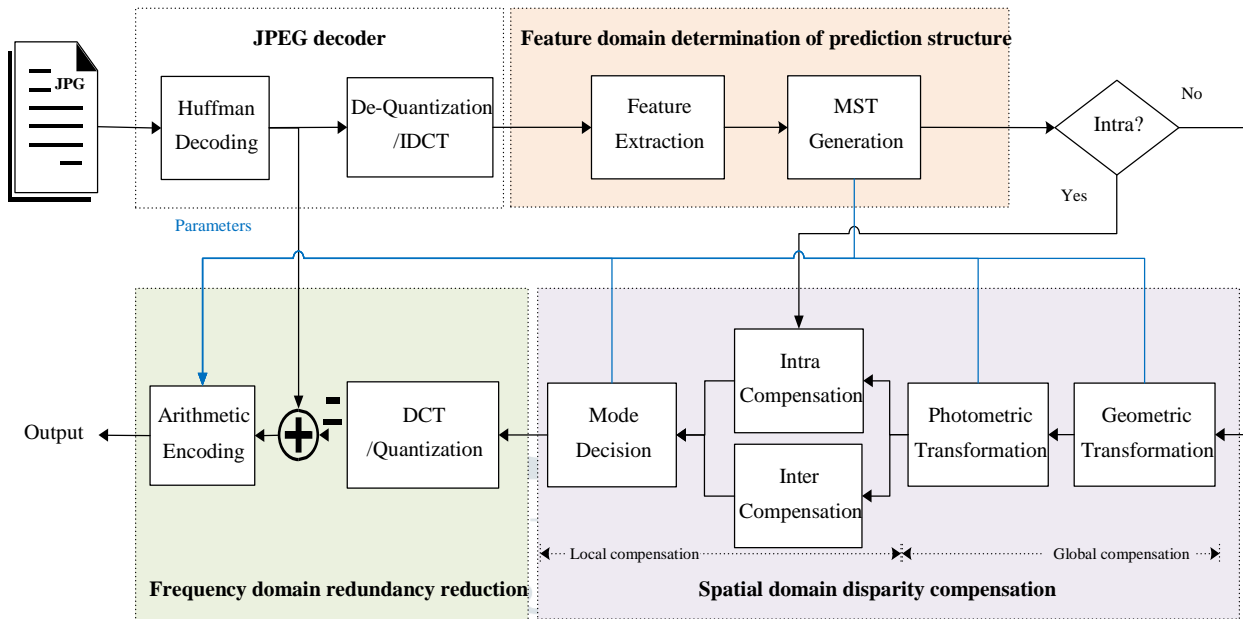 JPEG decoder
Feature domain determination of prediction structure
JPG
Huffman
Decoding
De-Quantization
/IDCT
Feature
Extraction
MST
Generation
Intra?
No
Yes
Parameters
Intra
Compensation
Inter
Compensation
Output
Arithmetic
Encoding
DCT
/Quantization
Mode
Decision
Photometric
Transformation
Geometric
Transformation
Local compensation
Global compensation
Frequency domain redundancy reduction
Spatial domain disparity compensation